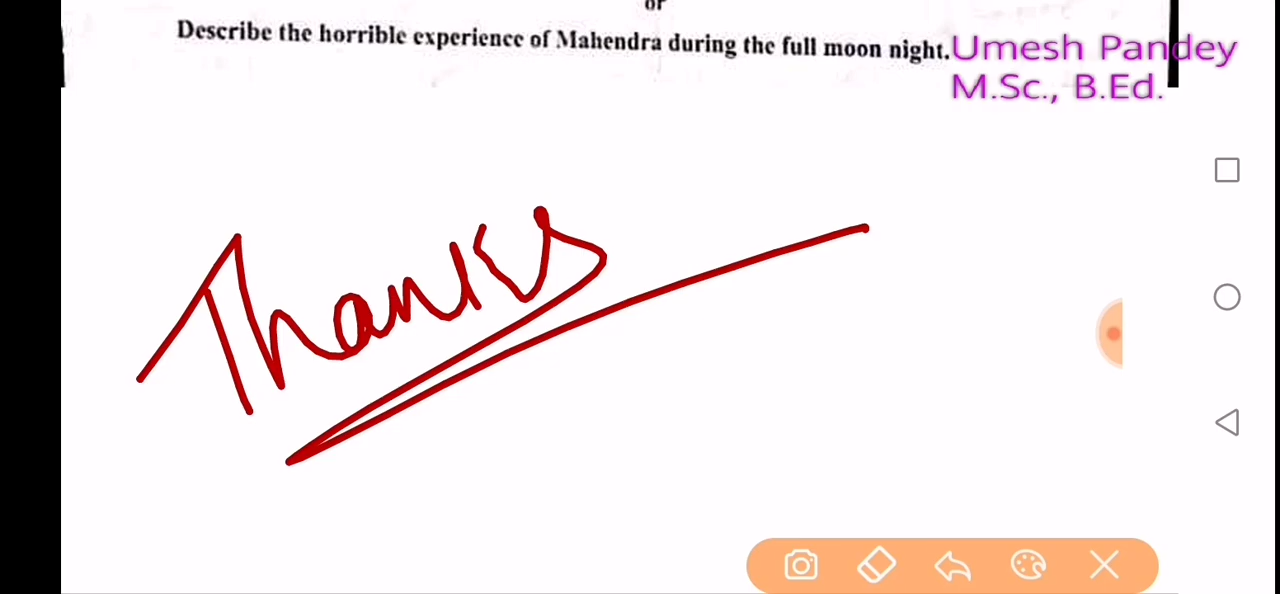 or
Describe the horrible experience of Mahendra during the full moon night.
Umesh Pandey
M.Sc., B.Ed.
Thanks